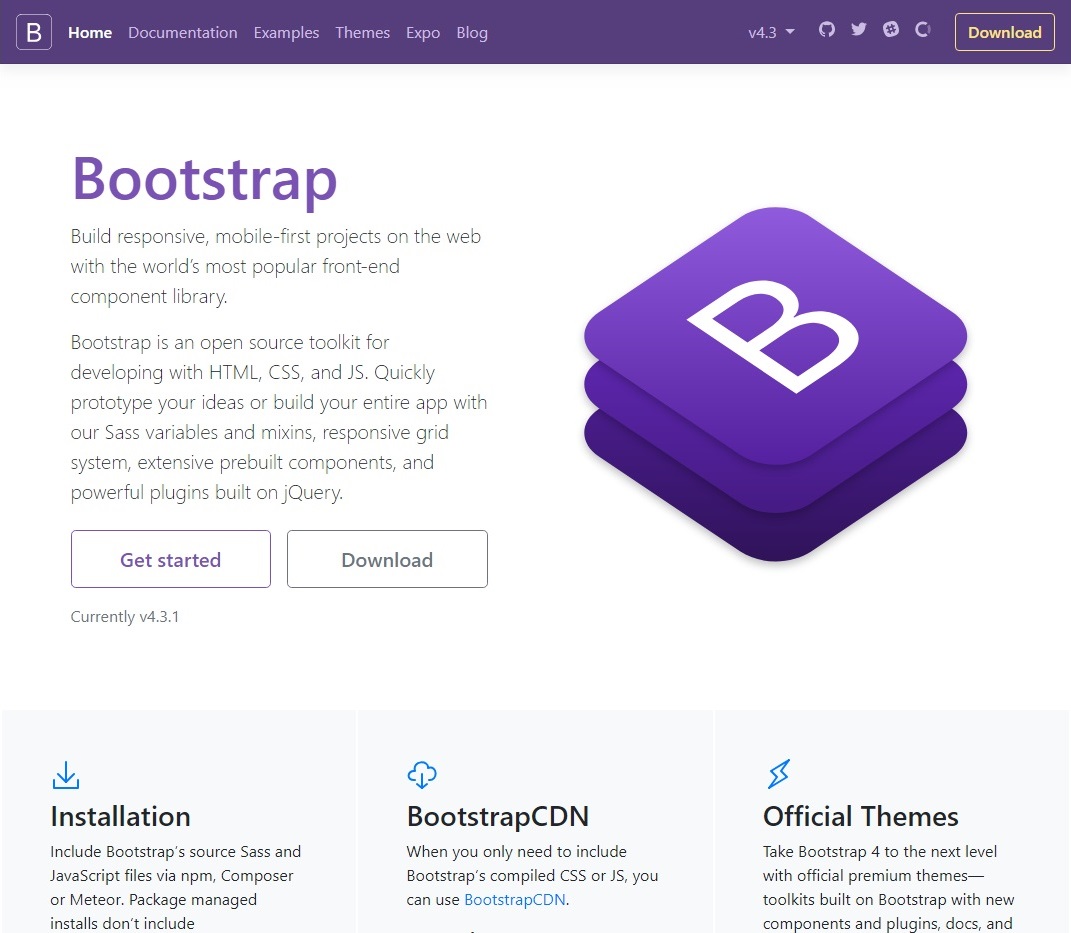 B Home Documentation Examples Themes Expo Blog v4.3 Download
Bootstrap
Build responsive, mobile-first projects on the web
with the world’s most popular front-end
component library.
Bootstrap is an open source toolkit for
developing with HTML, CSS, and JS. Quickly
prototype your ideas or build your entire app with
our Sass variables and mixins, responsive grid
system, extensive prebuilt components, and
powerful plugins built on jQuery.
B
Get started Download
Currently v4.3.1
Installation
Include Bootstrap’s source Sass and
JavaScript files via npm, Composer
or Meteor. Package managed
installs don’t include
BootstrapCDN
When you only need to include
Bootstrap’s compiled CSS or JS, you
can use BootstrapCDN.
Official Themes
Take Bootstrap 4 to the next level
with official premium themes—
toolkits built on Bootstrap with new
components and plugins, docs, and